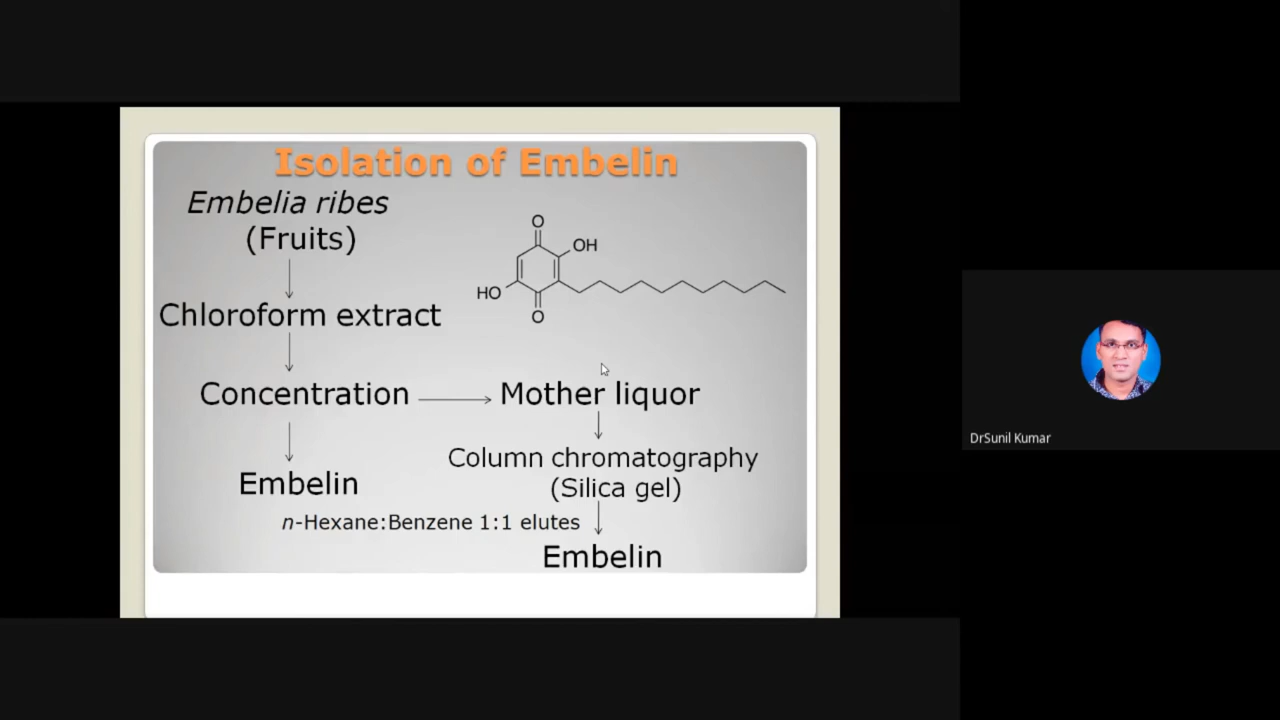 Isolation of Embelin
Embelia ribes
(Fruits)
O
OH
HO
O
Chloroform extract
Concentration
Mother liquor
Column chromatography
(Silica gel)
Embelin
n-Hexane:Benzene 1:1 elutes
Embelin
DrSunil Kumar